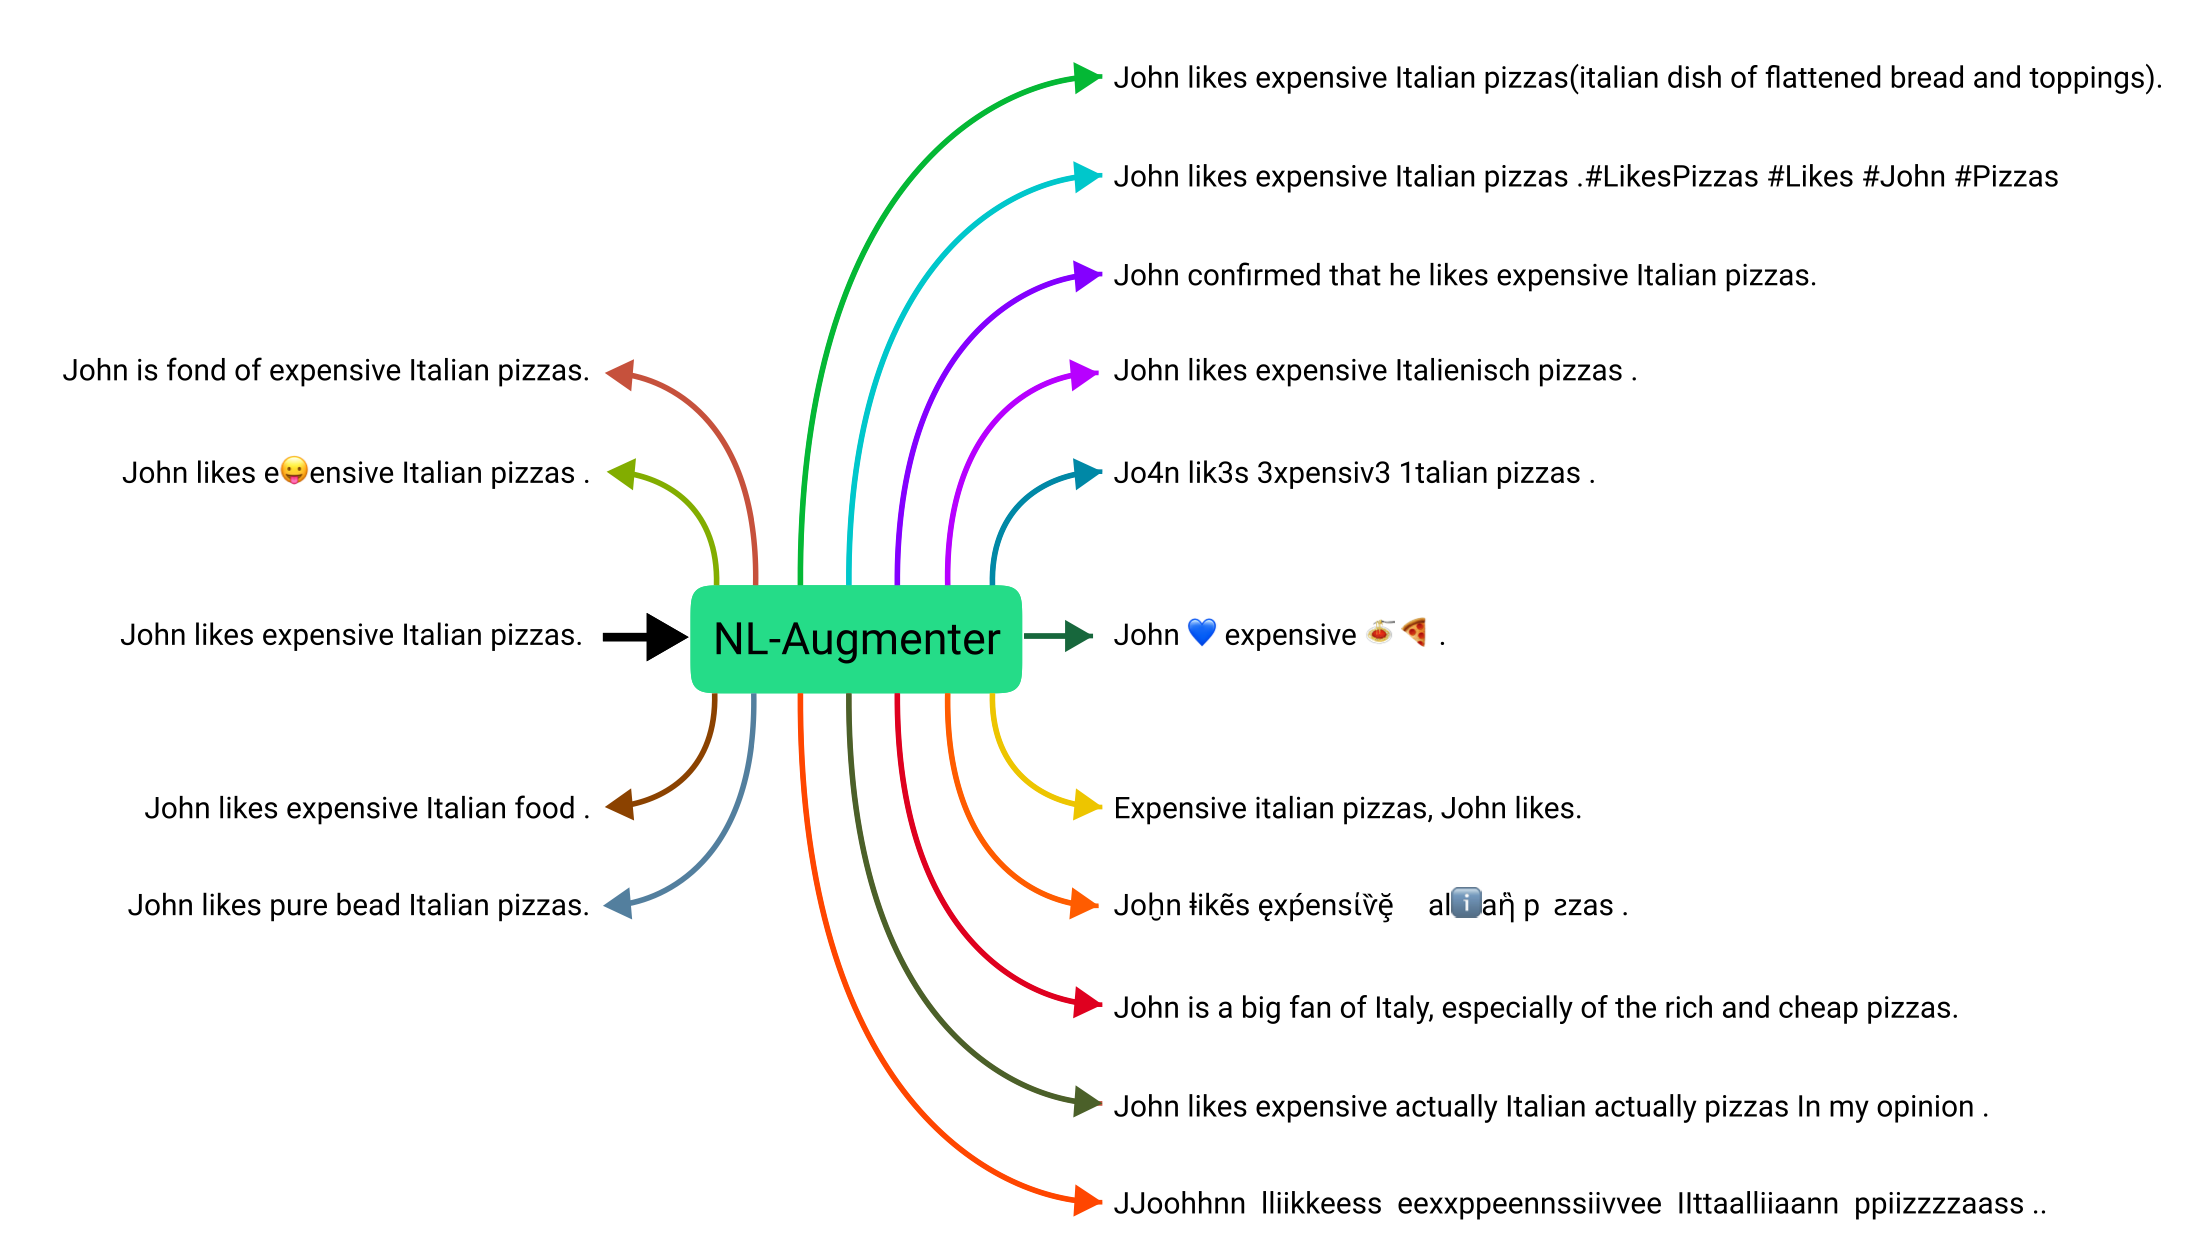 John likes expensive Italian pizzas(italian dish of flattened bread and toppings).
John likes expensive Italian pizzas .#LikesPizzas #Likes #John #Pizzas
John confirmed that he likes expensive Italian pizzas.
John is fond of expensive Italian pizzas.
John likes expensive Italienisch pizzas .
John likes e😛ensive Italian pizzas .
Jo4n lik3s 3xpensiv3 1talian pizzas .
John likes expensive Italian pizzas.
NL-Augmenter
John 💙 expensive 🍝🍕 .
John likes expensive Italian food .
Expensive italian pizzas, John likes.
John likes pure bead Italian pizzas.
Joḫn ƚikẽs ęxṕensίv̏ę̆ al ℹ️aἢ p ƨzas .
John is a big fan of Italy, especially of the rich and cheap pizzas.
John likes expensive actually Italian actually pizzas In my opinion .
JJoohhnn lliikkeess eexxppeennssiivvee IIttaalliiaann ppiizzzzaass ..